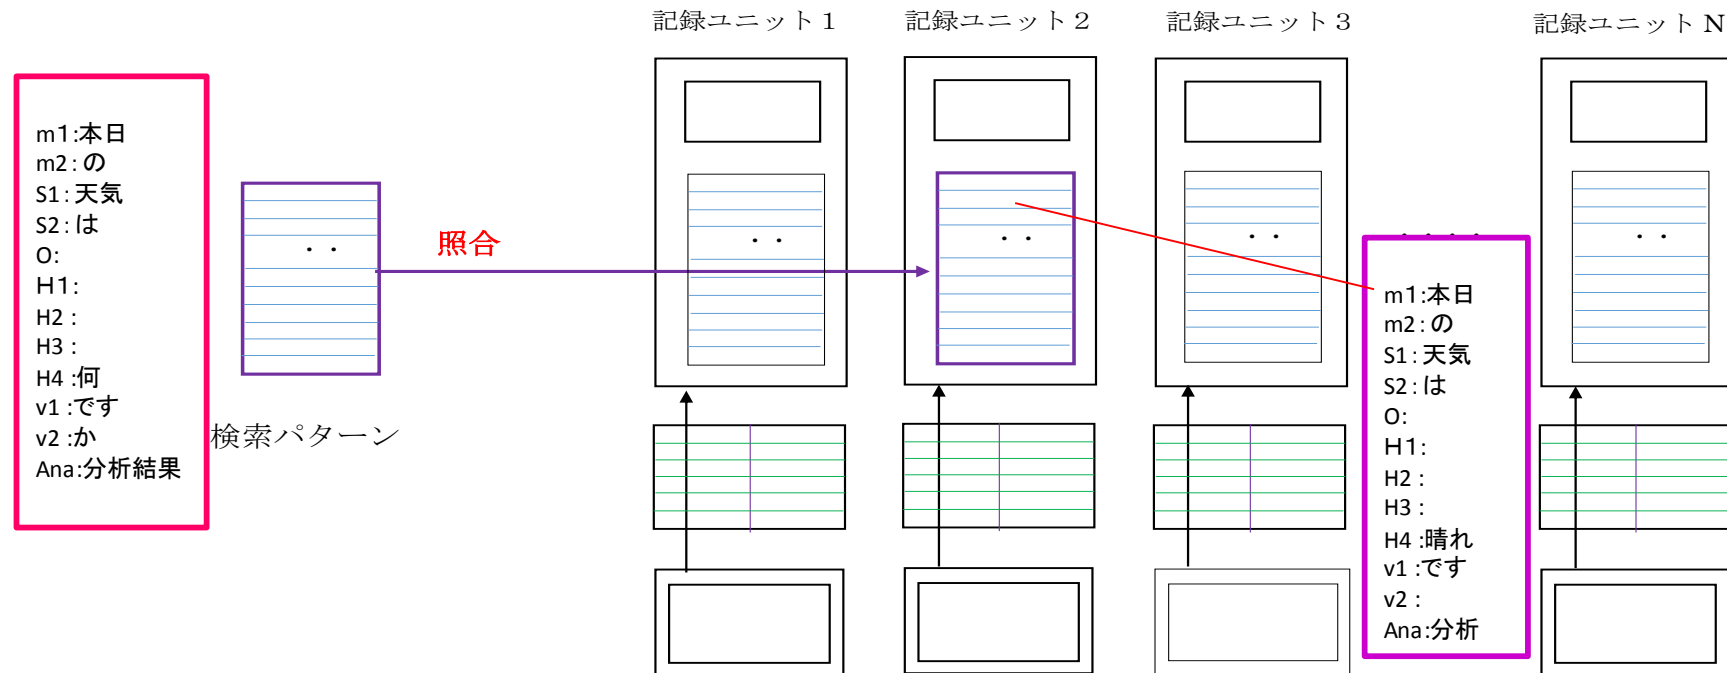 記録ユニット１
記録ユニット２
記録ユニット３
記録ユニット N
m１:本日
m2: の
S1: 天気
S2: は
O:
Ｈ1:
H2 :
H3 :
H4 :何
v1 :です
v2 :か
Ana:分析結果
検索パターン
照合
・・
・・
・・
・・
・・
・・・・
m１:本日
m2: の
S1: 天気
S2: は
O:
Ｈ1:
H2 :
H3 :
H4 :晴れ
v1 :です
v2 :
Ana:分析